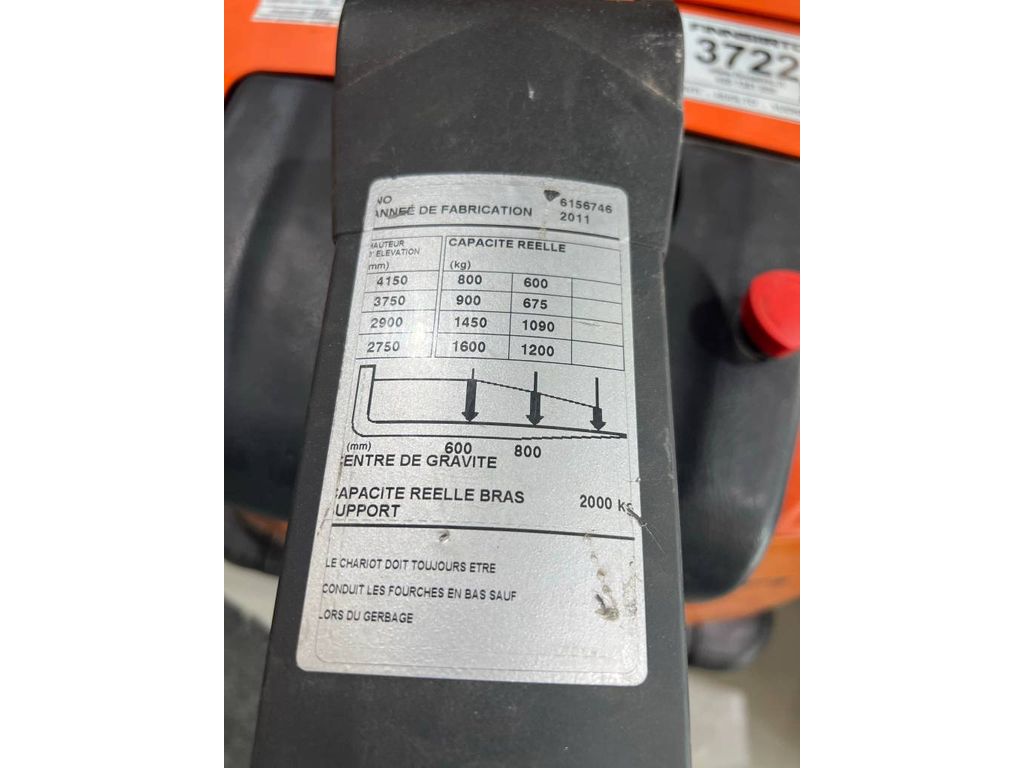 3722
NO 6156746
ANNEE DE FABRICATION 2011
HAUTEUR D'ELEVATION (mm)
CAPACITE REELLE (kg)
4150 800 600
3750 900 675
2900 1450 1090
2750 1600 1200
(mm) 600 800
CENTRE DE GRAVITE
CAPACITE REELLE BRAS SUPPORT 2000 kg
LE CHARIOT DOIT TOUJOURS ETRE
CONDUIT LES FOURCHES EN BAS SAUF
LORS DU GERBAGE